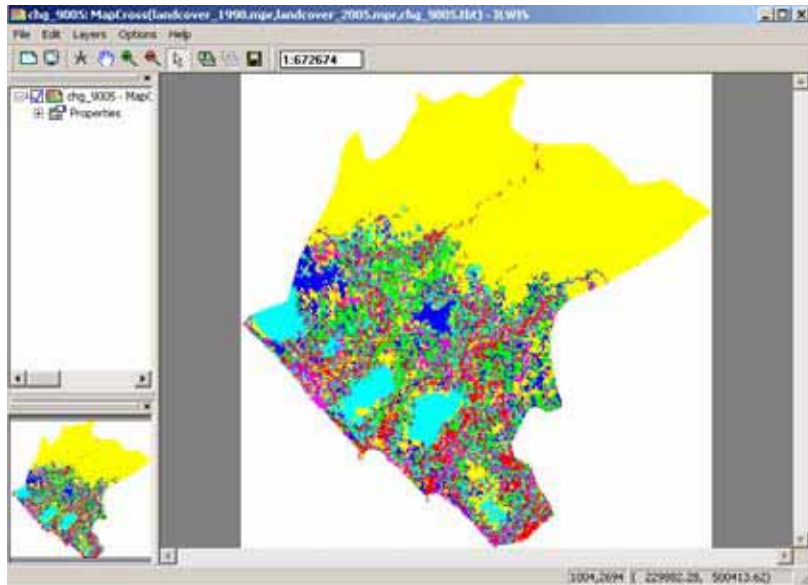 chg_9005: MapCross(landcover_1990.mpr,landcover_2005.mpr,chg_9005.tbt) - ILWIS
File Edit Layers Options Help
1:672674
chg_9005 - MapC
Properties
1004,2694 ( 229882.28, 500413.62)